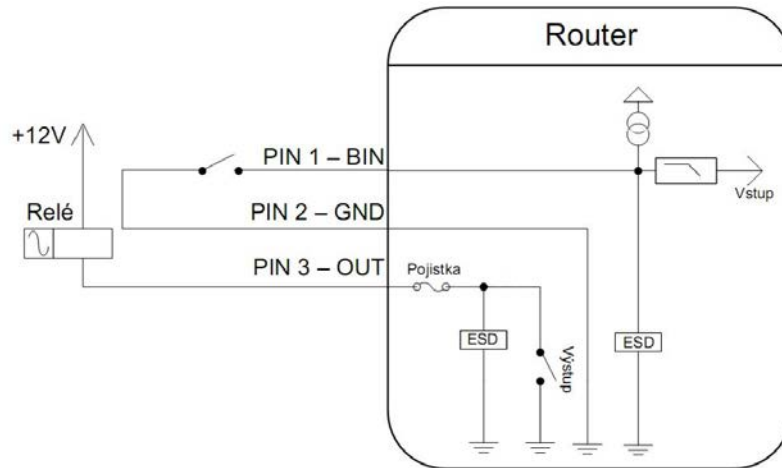 Router
+12V
PIN 1 – BIN
Vstup
PIN 2 – GND
Relé
PIN 3 – OUT
Pojistka
ESD
Výstup
ESD